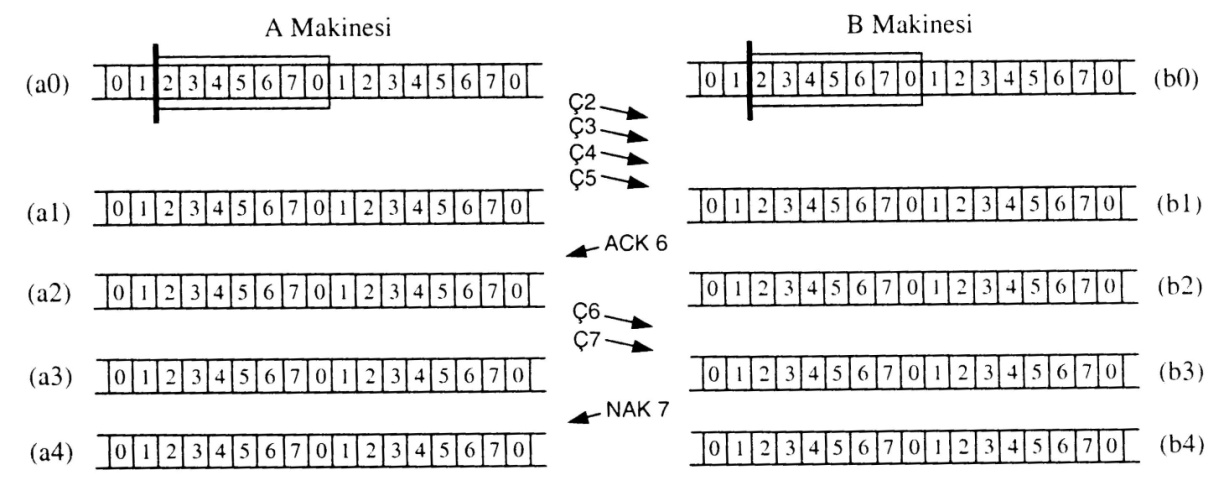 A Makinesi B Makinesi
(a0) 0 1 2 3 4 5 6 7 0 1 2 3 4 5 6 7 0 0 1 2 3 4 5 6 7 0 1 2 3 4 5 6 7 0 (b0)
Ç2
Ç3
Ç4
Ç5
(a1) 0 1 2 3 4 5 6 7 0 1 2 3 4 5 6 7 0 0 1 2 3 4 5 6 7 0 1 2 3 4 5 6 7 0 (b1)
ACK 6
(a2) 0 1 2 3 4 5 6 7 0 1 2 3 4 5 6 7 0 0 1 2 3 4 5 6 7 0 1 2 3 4 5 6 7 0 (b2)
Ç6
Ç7
(a3) 0 1 2 3 4 5 6 7 0 1 2 3 4 5 6 7 0 0 1 2 3 4 5 6 7 0 1 2 3 4 5 6 7 0 (b3)
NAK 7
(a4) 0 1 2 3 4 5 6 7 0 1 2 3 4 5 6 7 0 0 1 2 3 4 5 6 7 0 1 2 3 4 5 6 7 0 (b4)